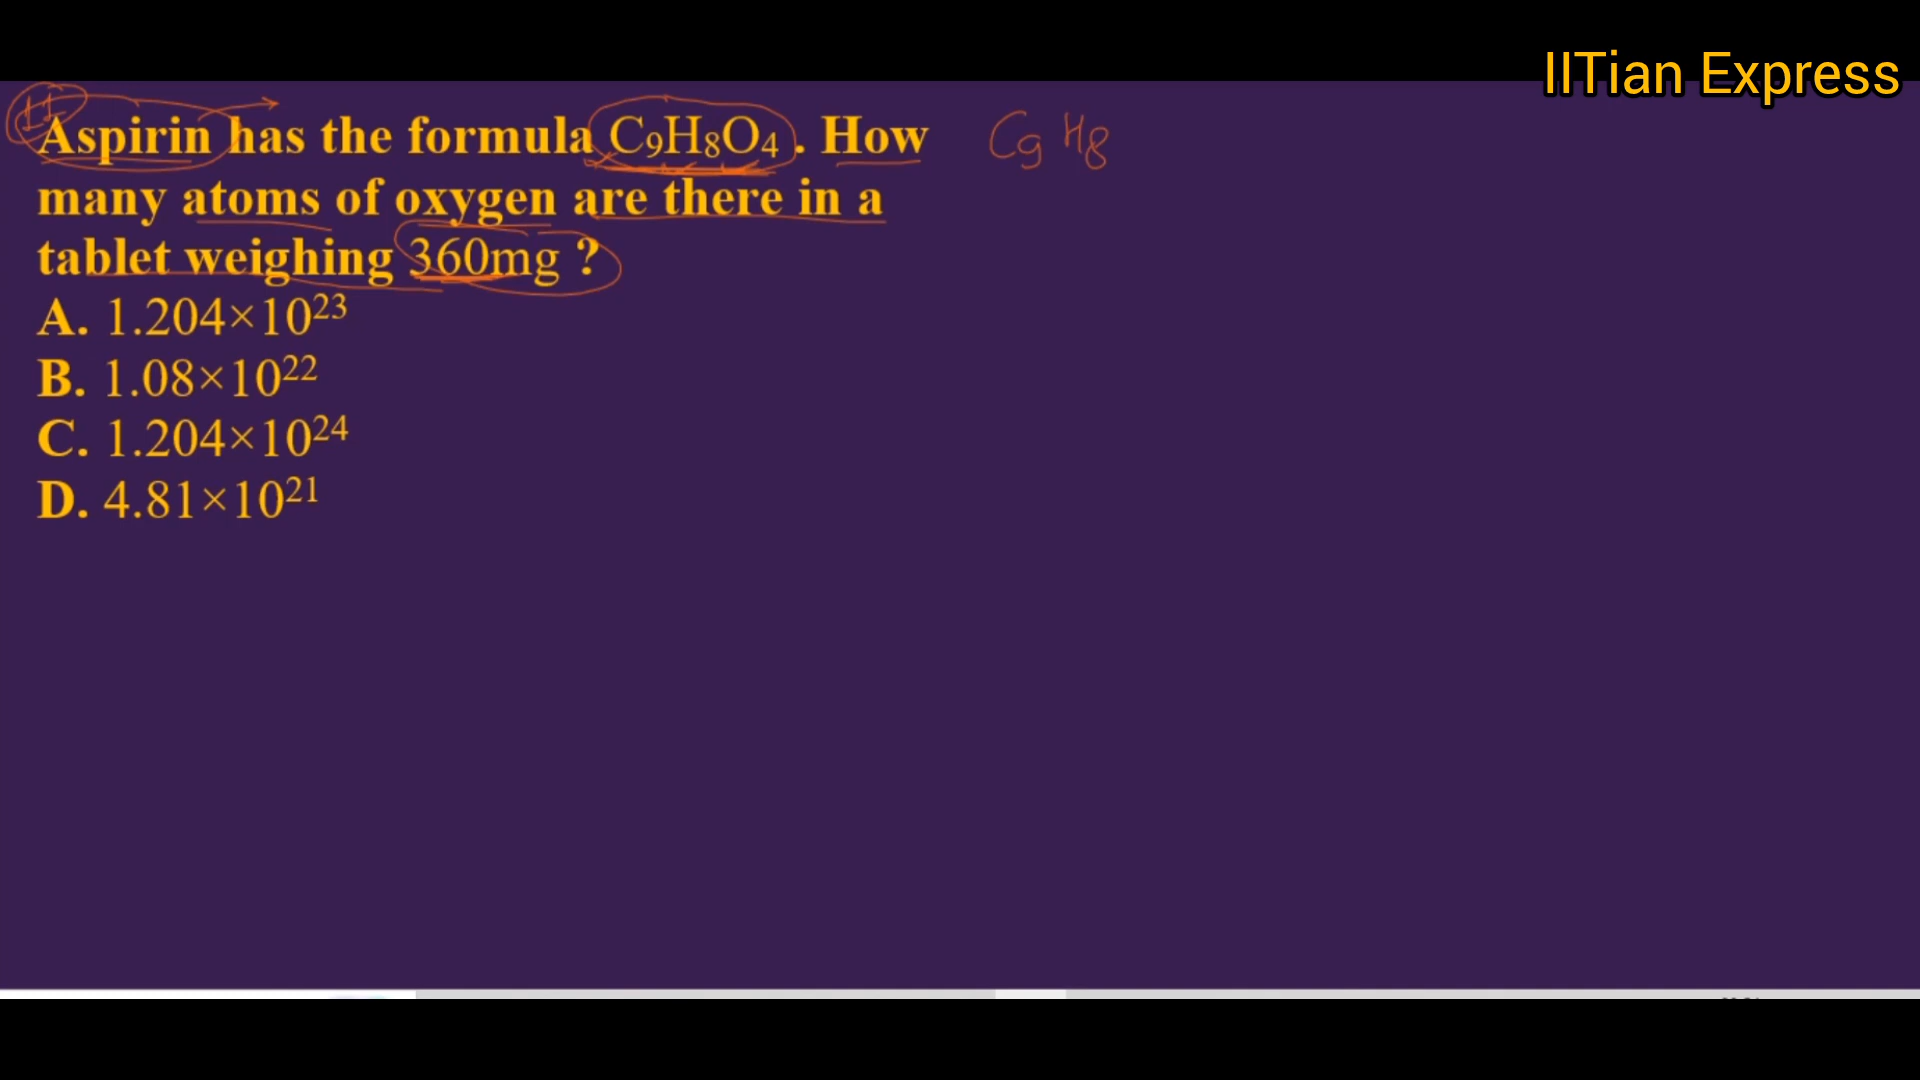 IITian Express
11
Aspirin has the formula C₉H₈O₄ . How
many atoms of oxygen are there in a
tablet weighing 360mg ?
A. 1.204×10²³
B. 1.08×10²²
C. 1.204×10²⁴
D. 4.81×10²¹
C₉ H₈